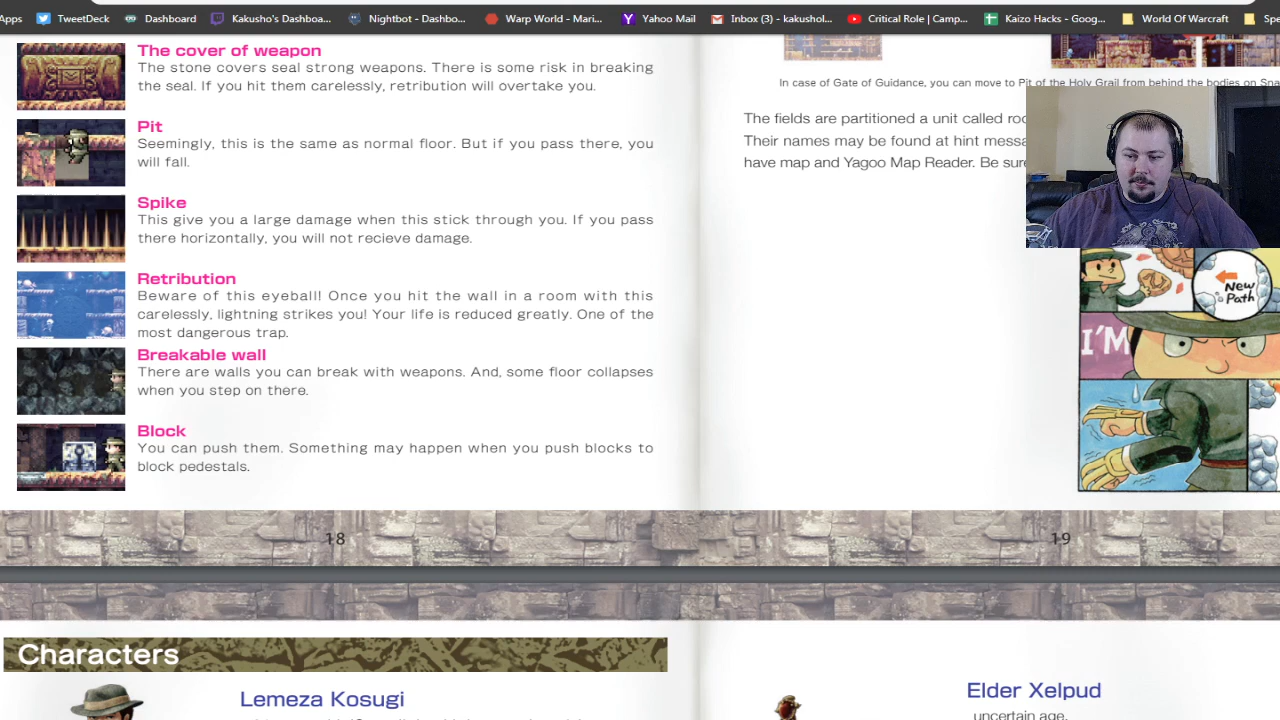 Apps TweetDeck Dashboard Kakusho's Dashboa... Nightbot - Dashbo... Warp World - Mari... Yahoo Mail Inbox (3) - kakushol... Critical Role | Camp... Kaizo Hacks - Goog... World Of Warcraft Spe
The cover of weapon
The stone covers seal strong weapons. There is some risk in breaking
the seal. If you hit them carelessly, retribution will overtake you.
Pit
Seemingly, this is the same as normal floor. But if you pass there, you
will fall.
Spike
This give you a large damage when this stick through you. If you pass
there horizontally, you will not recieve damage.
Retribution
Beware of this eyeball! Once you hit the wall in a room with this
carelessly, lightning strikes you! Your life is reduced greatly. One of the
most dangerous trap.
Breakable wall
There are walls you can break with weapons. And, some floor collapses
when you step on there.
Block
You can push them. Something may happen when you push blocks to
block pedestals.
18
In case of Gate of Guidance, you can move to Pit of the Holy Grail from behind the bodies on Sna
The fields are partitioned a unit called roo
Their names may be found at hint messa
have map and Yagoo Map Reader. Be sure
New
Path
I'M
19
Characters
Lemeza Kosugi
Elder Xelpud
uncertain age.